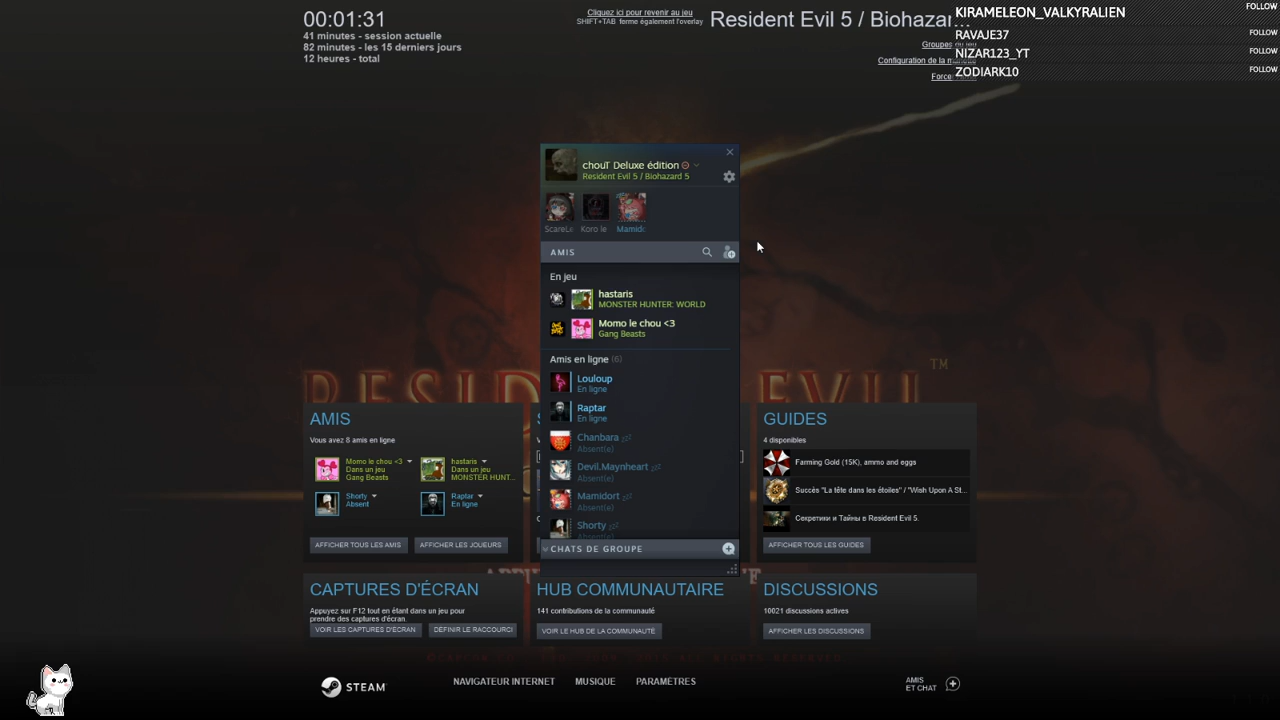 00:01:31
41 minutes - session actuelle
82 minutes - les 15 derniers jours
12 heures - total
Cliquez ici pour revenir au jeu
SHIFT+TAB ferme également l'overlay
Resident Evil 5 / Biohazar
Groupes
Configuration de la
Force
KIRAMELEON_VALKYRALIEN FOLLOW
RAVAJE37 FOLLOW
NIZAR123_YT FOLLOW
ZODIARK10 FOLLOW
chouT Deluxe édition
Resident Evil 5 / Biohazard 5
ScareLe Koro le Mamido
AMIS
En jeu
hastaris
MONSTER HUNTER: WORLD
Momo le chou <3
Gang Beasts
Amis en ligne (6)
Louloup
En ligne
Raptar
En ligne
Chanbara
Absent(e)
Devil.Maynheart
Absent(e)
Mamidort
Absent(e)
Shorty
Absent(e)
CHATS DE GROUPE
RESID EVIL™
AMIS
Vous avez 8 amis en ligne
Momo le chou <3
Dans un jeu
Gang Beasts
hastaris
Dans un jeu
MONSTER HUNT...
Shorty
Absent
Raptar
En ligne
AFFICHER TOUS LES AMIS
AFFICHER LES JOUEURS
GUIDES
4 disponibles
Farming Gold (15K), ammo and eggs
Succès "La tête dans les étoiles" / "Wish Upon A St...
Секретики и Тайны в Resident Evil 5.
AFFICHER TOUS LES GUIDES
CAPTURES D'ÉCRAN
Appuyez sur F12 tout en étant dans un jeu pour
prendre des captures d'écran.
VOIR LES CAPTURES D'ÉCRAN
DÉFINIR LE RACCOURCI
HUB COMMUNAUTAIRE
141 contributions de la communauté
VOIR LE HUB DE LA COMMUNAUTÉ
DISCUSSIONS
10021 discussions actives
AFFICHER LES DISCUSSIONS
STEAM
NAVIGATEUR INTERNET
MUSIQUE
PARAMÈTRES
AMIS
ET CHAT